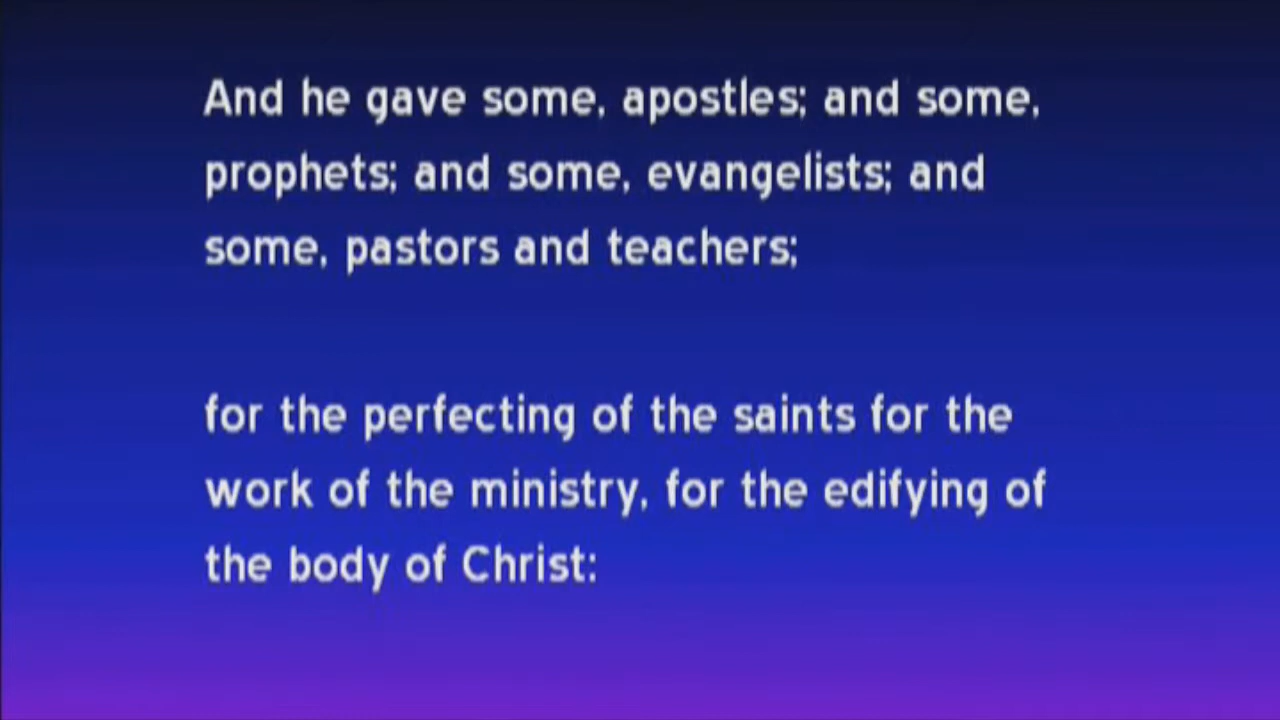 And he gave some, apostles; and some,
prophets; and some, evangelists; and
some, pastors and teachers;
for the perfecting of the saints for the
work of the ministry, for the edifying of
the body of Christ: